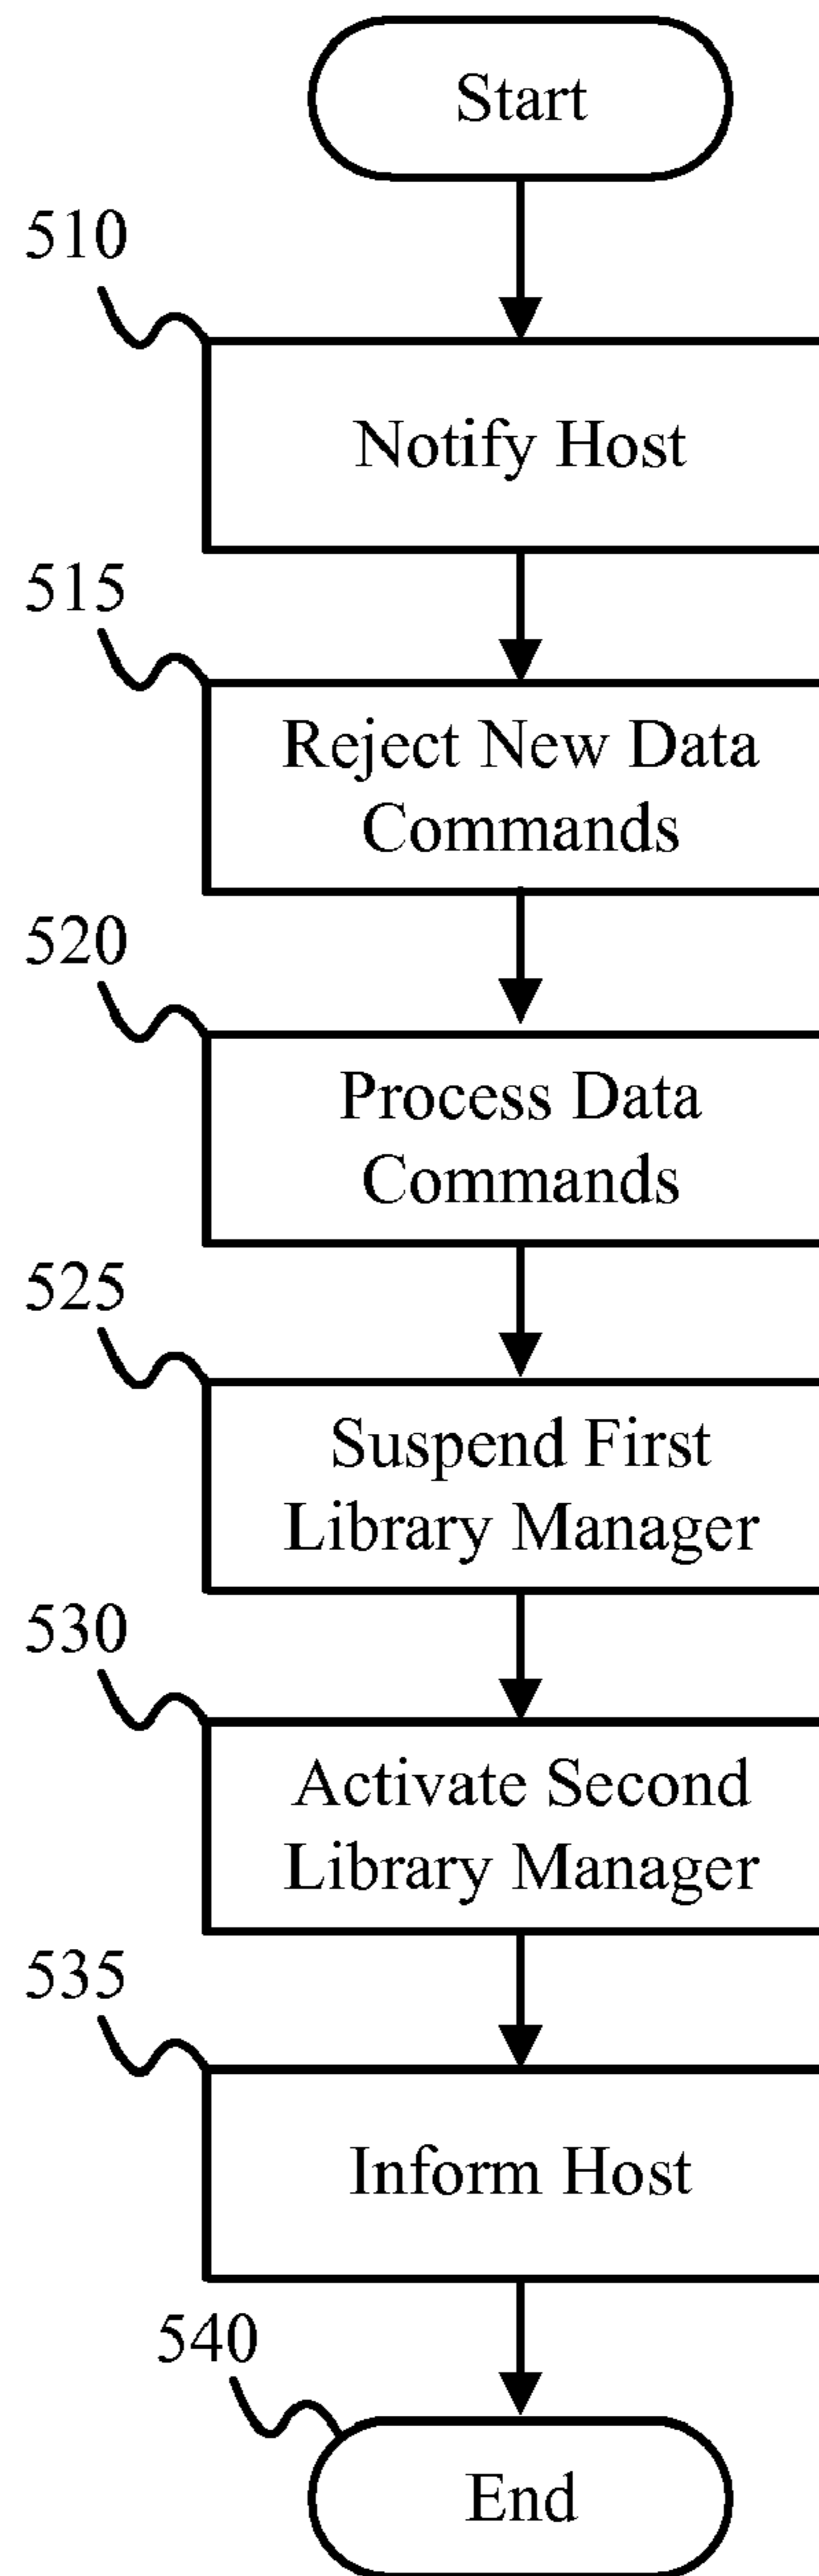 Start
510
Notify Host
515
Reject New Data
Commands
520
Process Data
Commands
525
Suspend First
Library Manager
530
Activate Second
Library Manager
535
Inform Host
540
End